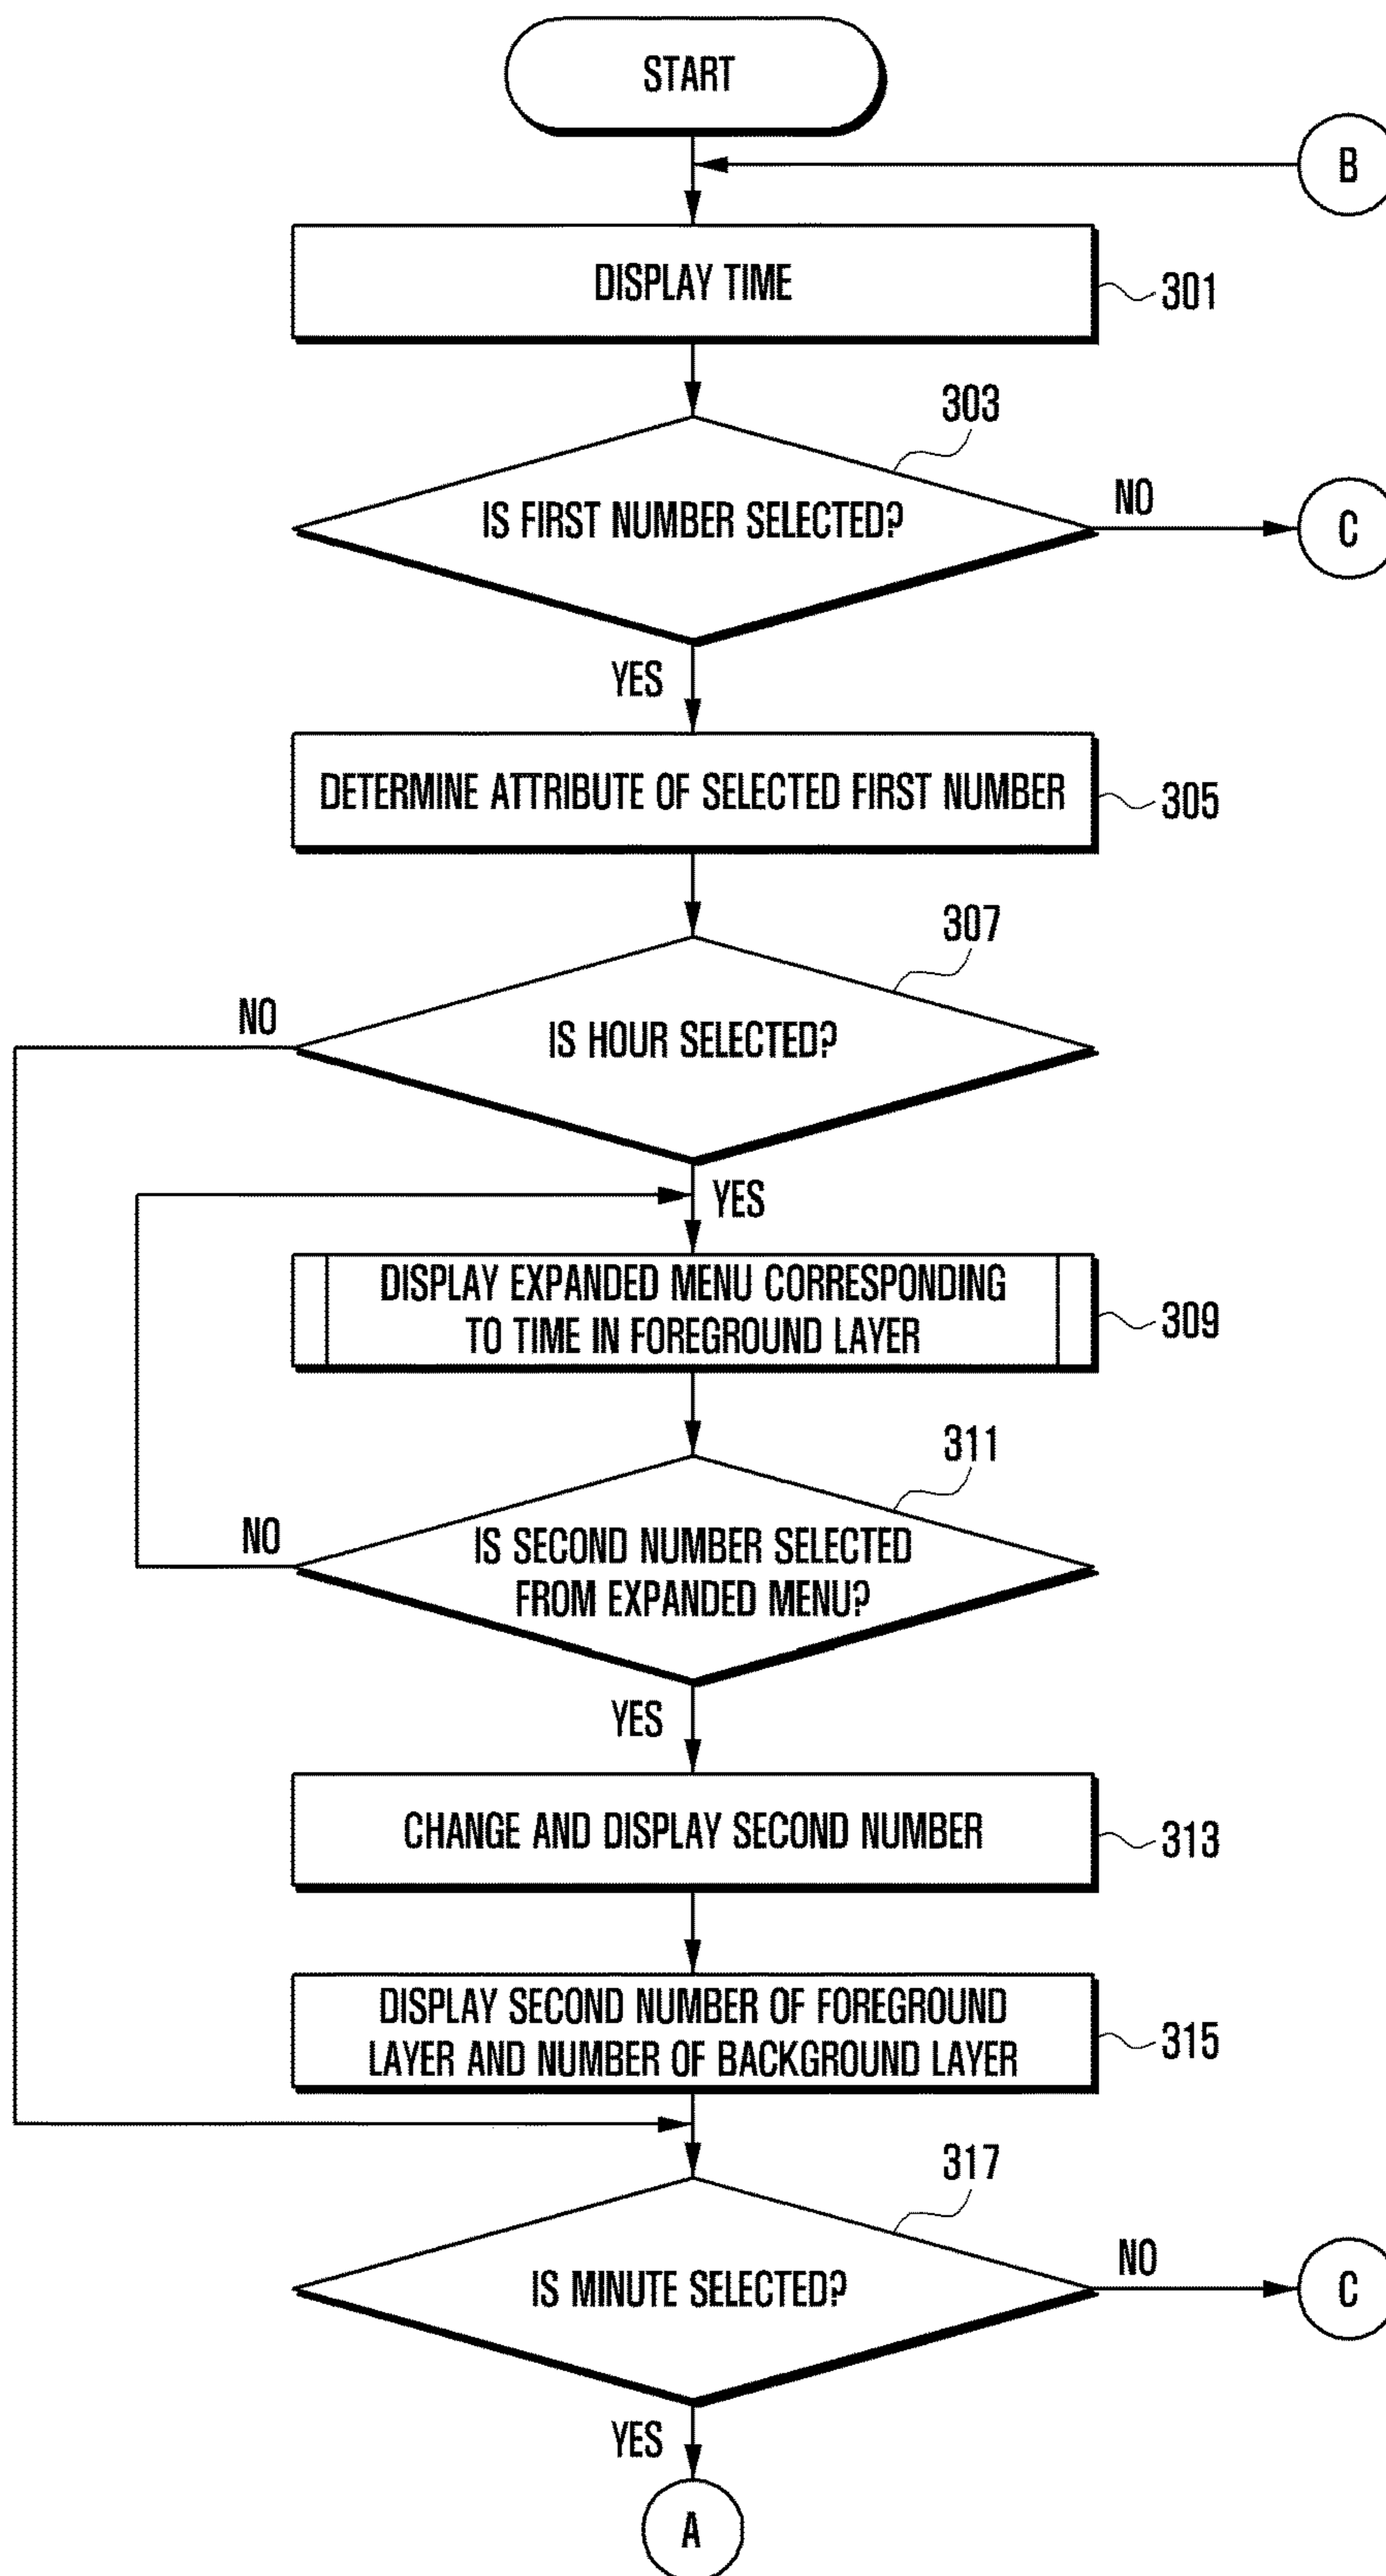 START
B
DISPLAY TIME
301
303
IS FIRST NUMBER SELECTED?
NO
C
YES
DETERMINE ATTRIBUTE OF SELECTED FIRST NUMBER
305
307
NO
IS HOUR SELECTED?
YES
DISPLAY EXPANDED MENU CORRESPONDING
TO TIME IN FOREGROUND LAYER
309
311
NO
IS SECOND NUMBER SELECTED
FROM EXPANDED MENU?
YES
CHANGE AND DISPLAY SECOND NUMBER
313
DISPLAY SECOND NUMBER OF FOREGROUND
LAYER AND NUMBER OF BACKGROUND LAYER
315
317
IS MINUTE SELECTED?
NO
C
YES
A